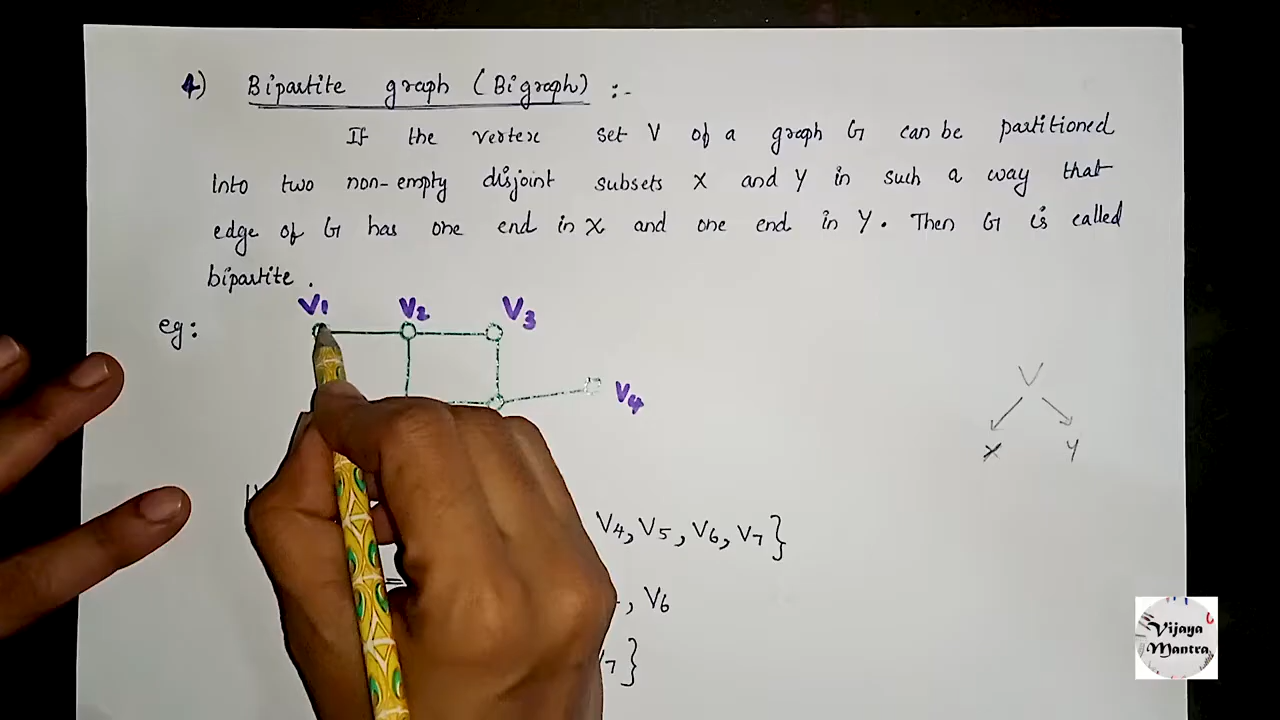 4) Bipartite graph (Bigraph) :-
If the vertex set V of a graph G can be partitioned
Into two non-empty disjoint subsets X and Y in such a way that
edge of G has one end in X and one end in Y. Then G is called
bipartite.
eg:
V1 V2 V3
V4
V
X Y
V4, V5, V6, V7}
, V6
7}
Vijaya
Mantra